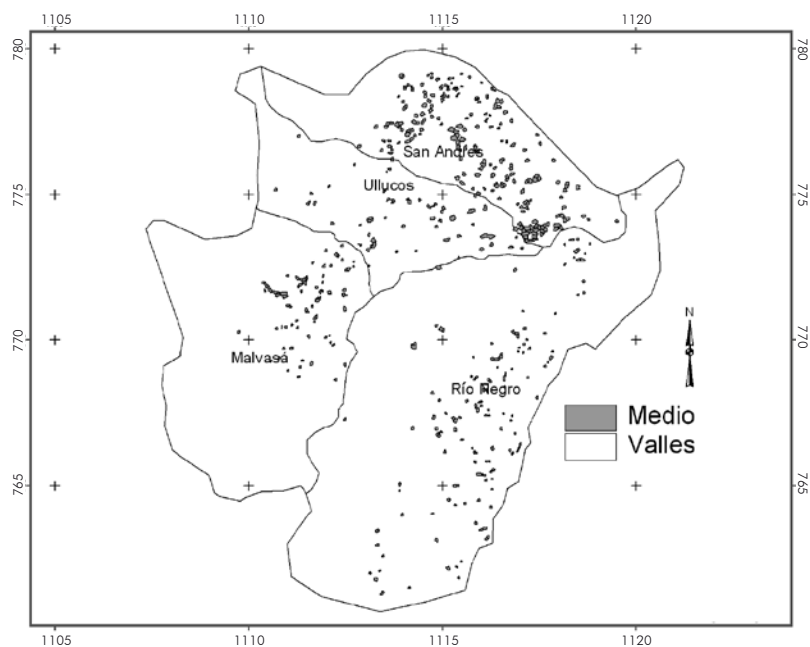 1105 1110 1115 1120
780 780
San Andres
Ullucos
775 775
N
770 770
Malvasá
Río Negro
Medio
Valles
765 765
1105 1110 1115 1120